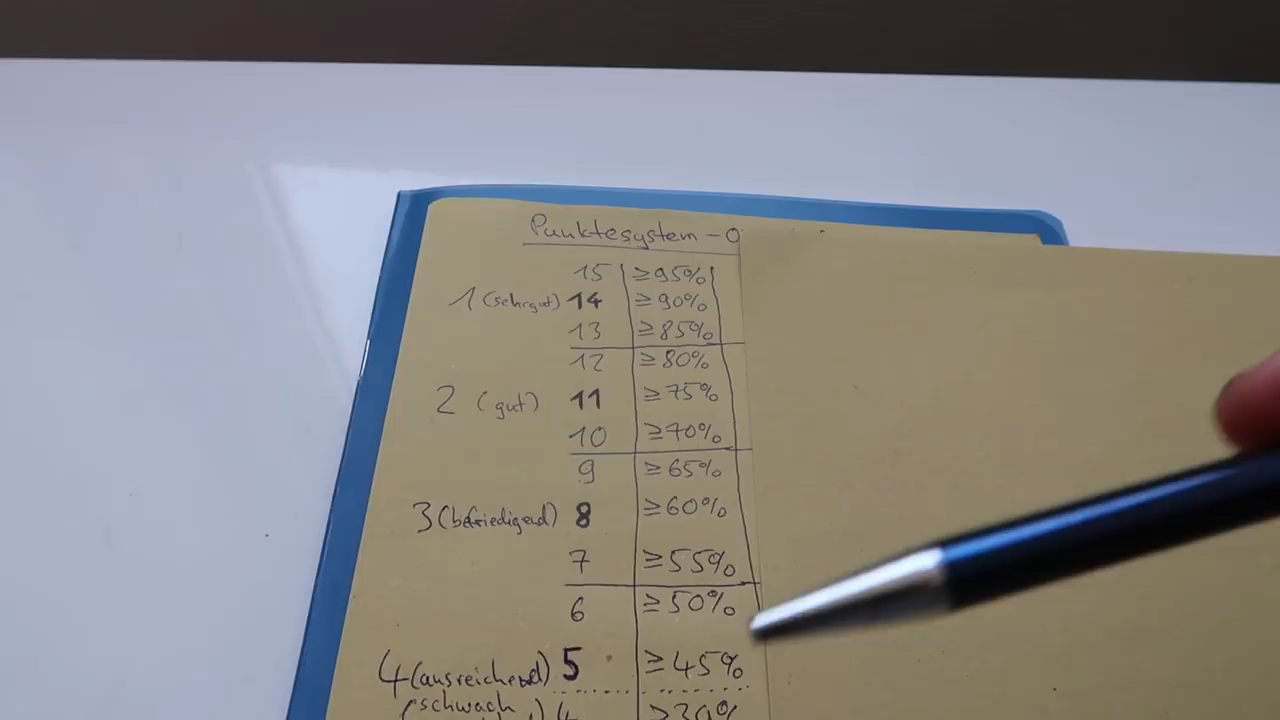 Punktesystem - O
15 ≥95%
1 (sehr gut) 14 ≥90%
13 ≥85%
12 ≥80%
2 (gut) 11 ≥75%
10 ≥70%
9 ≥65%
3 (befriedigend) 8 ≥60%
7 ≥55%
6 ≥50%
4 (ausreichend) 5 ≥45%
(schwach